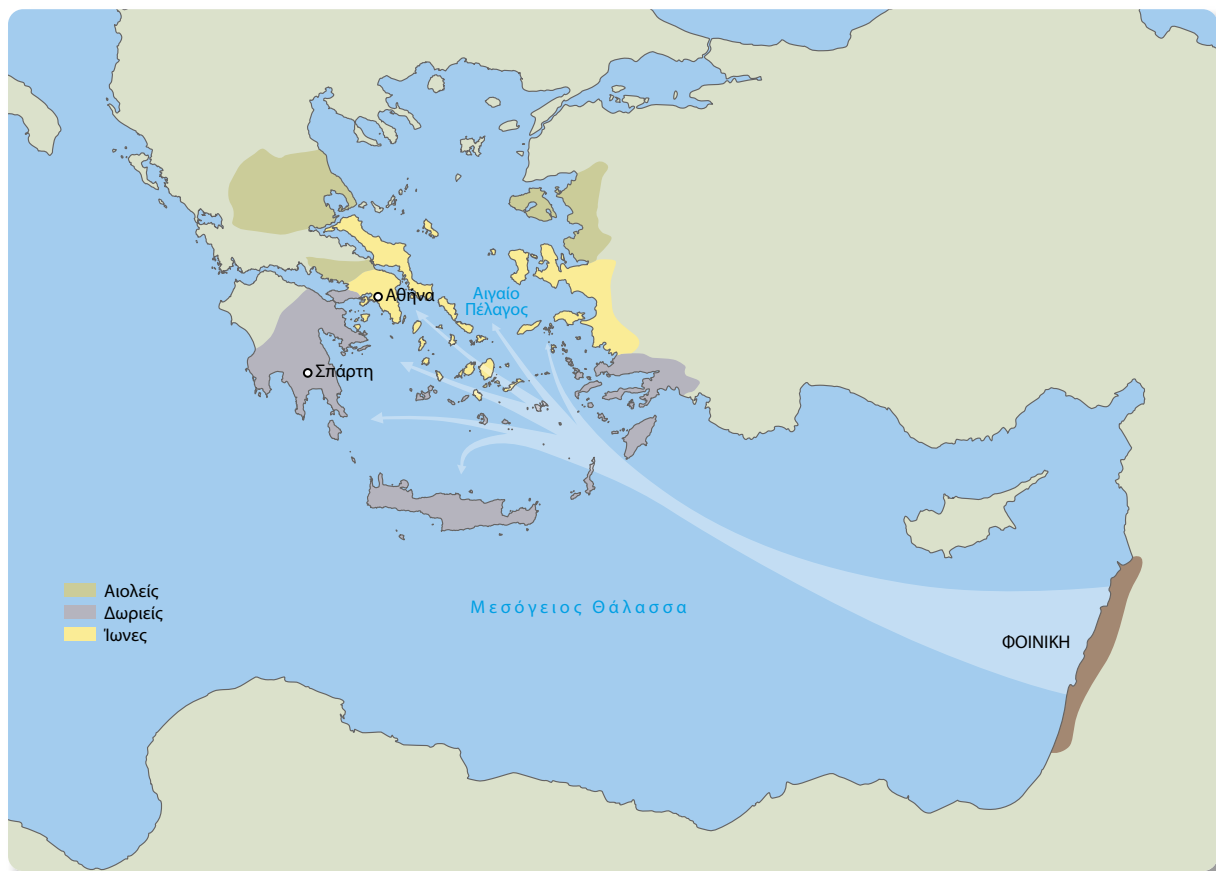 Αθήνα
Αιγαίο
Πέλαγος
Σπάρτη
Αιολείς
Δωριείς
Ίωνες
Μεσόγειος Θάλασσα
ΦΟΙΝΙΚΗ